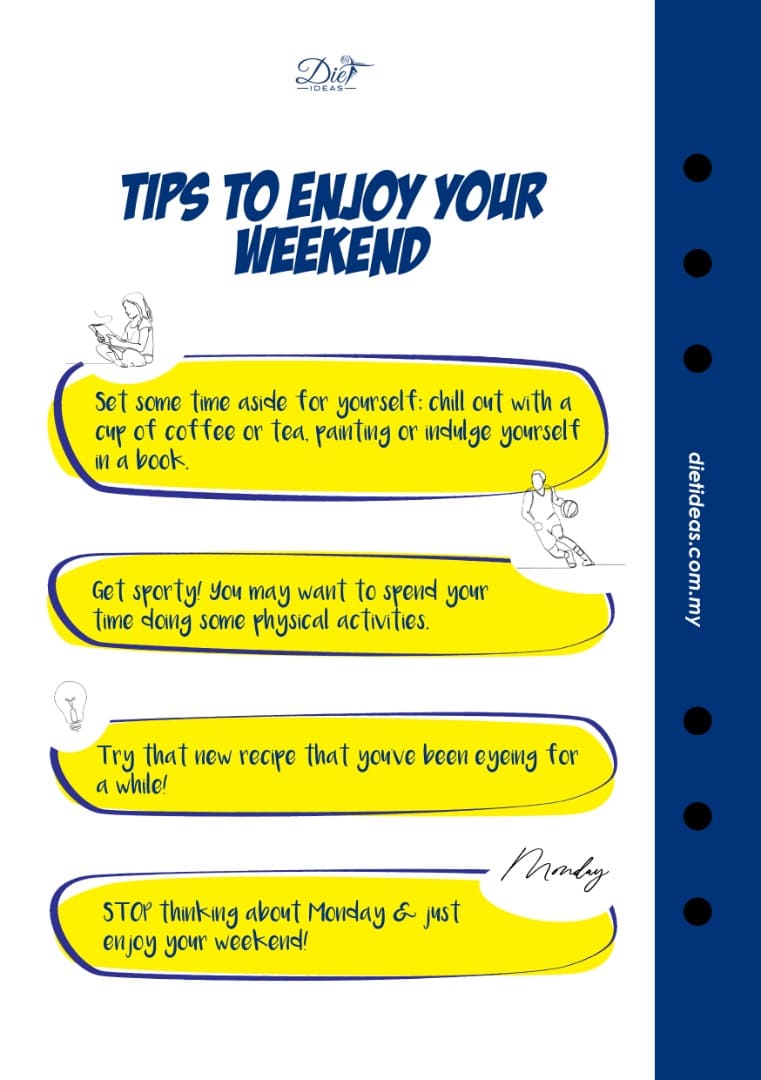 Diet
IDEAS
TIPS TO ENJOY YOUR
WEEKEND
Set some time aside for yourself: chill out with a
cup of coffee or tea, painting or indulge yourself
in a book.
Get sporty! You may want to spend your
time doing some physical activities.
Try that new recipe that you've been eyeing for
a while!
Monday
STOP thinking about Monday & just
enjoy your weekend!
dietideas.com.my